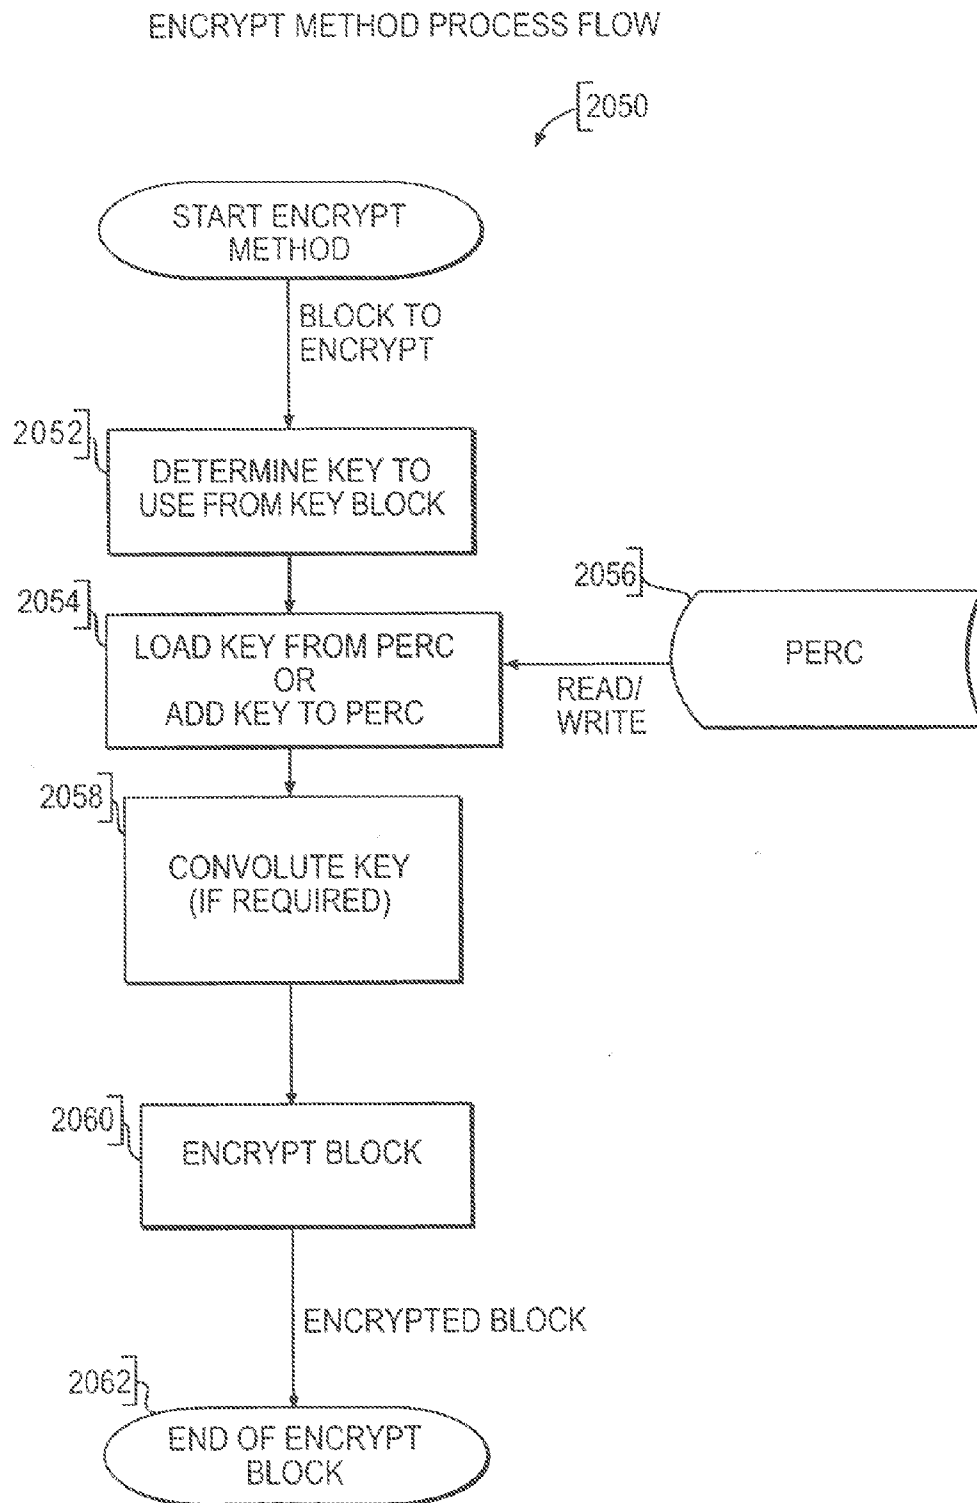 ENCRYPT METHOD PROCESS FLOW
2050
START ENCRYPT
METHOD
BLOCK TO
ENCRYPT
2052
DETERMINE KEY TO
USE FROM KEY BLOCK
2054
LOAD KEY FROM PERC
OR
ADD KEY TO PERC
2056
PERC
READ/
WRITE
2058
CONVOLUTE KEY
(IF REQUIRED)
2060
ENCRYPT BLOCK
ENCRYPTED BLOCK
2062
END OF ENCRYPT
BLOCK